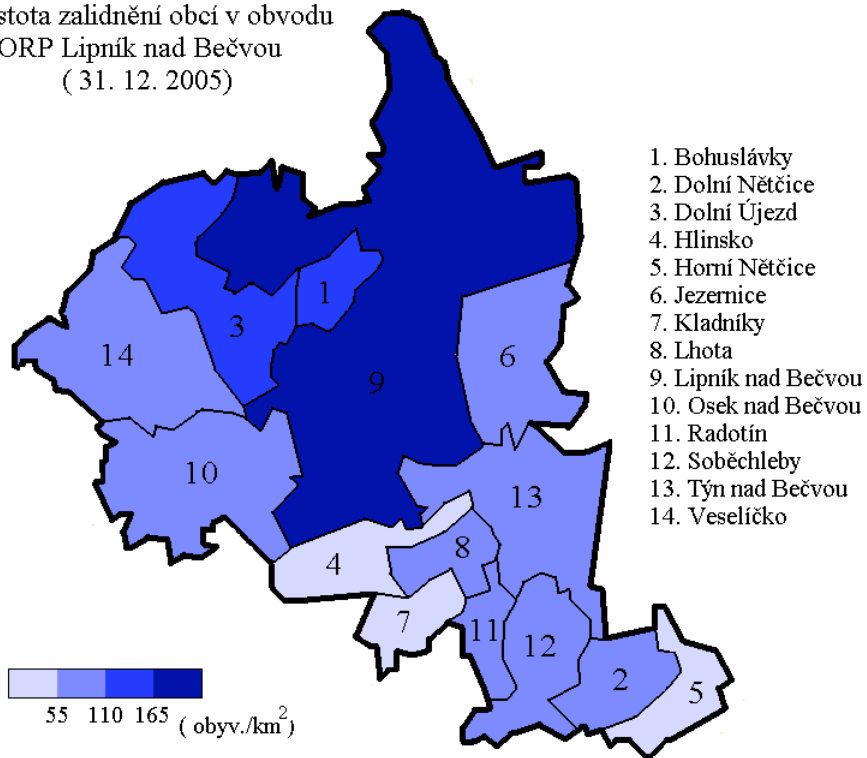 stota zalidnění obcí v obvodu
ORP Lipník nad Bečvou
( 31. 12. 2005)
1. Bohuslávky
2. Dolní Nětčice
3. Dolní Újezd
4. Hlinsko
5. Horní Nětčice
6. Jezernice
7. Kladníky
8. Lhota
9. Lipník nad Bečvou
10. Osek nad Bečvou
11. Radotín
12. Soběchleby
13. Týn nad Bečvou
14. Veselíčko
1
3
14
6
9
10
13
8
4
7
11
12
2
5
55 110 165 ( obyv./km²)